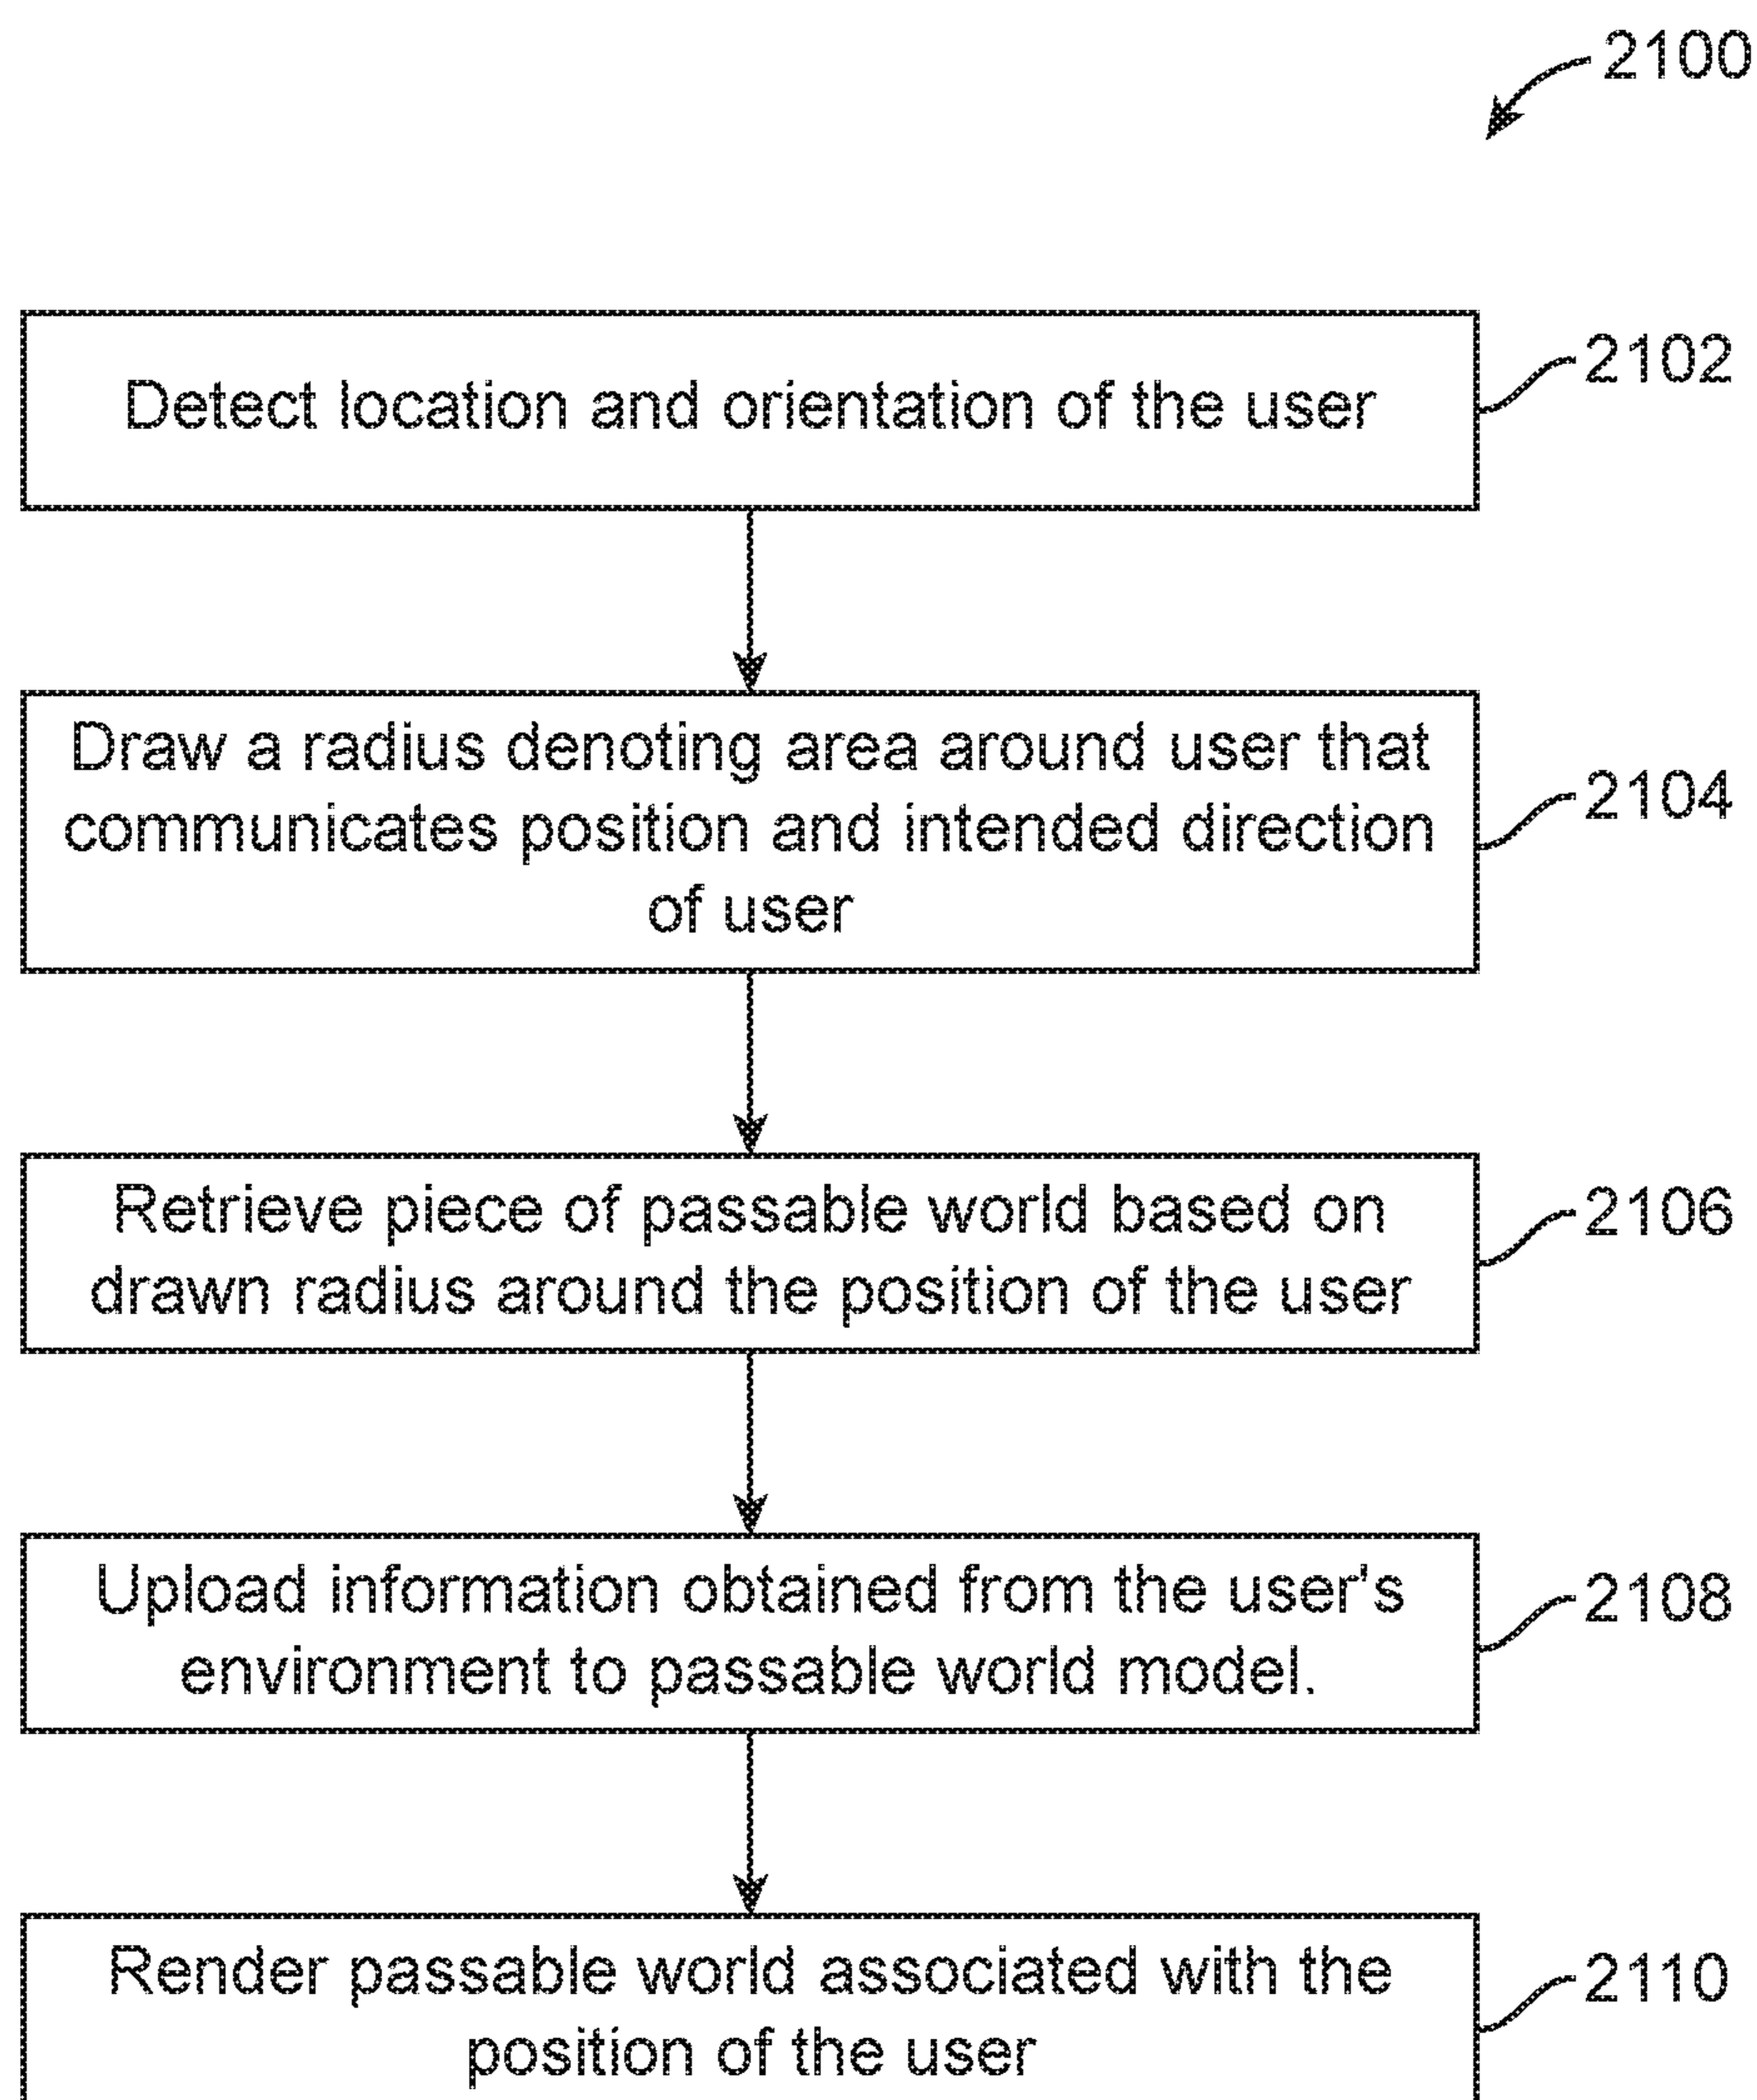 2100
Detect location and orientation of the user
2102
Draw a radius denoting area around user that
communicates position and intended direction
of user
2104
Retrieve piece of passable world based on
drawn radius around the position of the user
2106
Upload information obtained from the user's
environment to passable world model.
2108
Render passable world associated with the
position of the user
2110